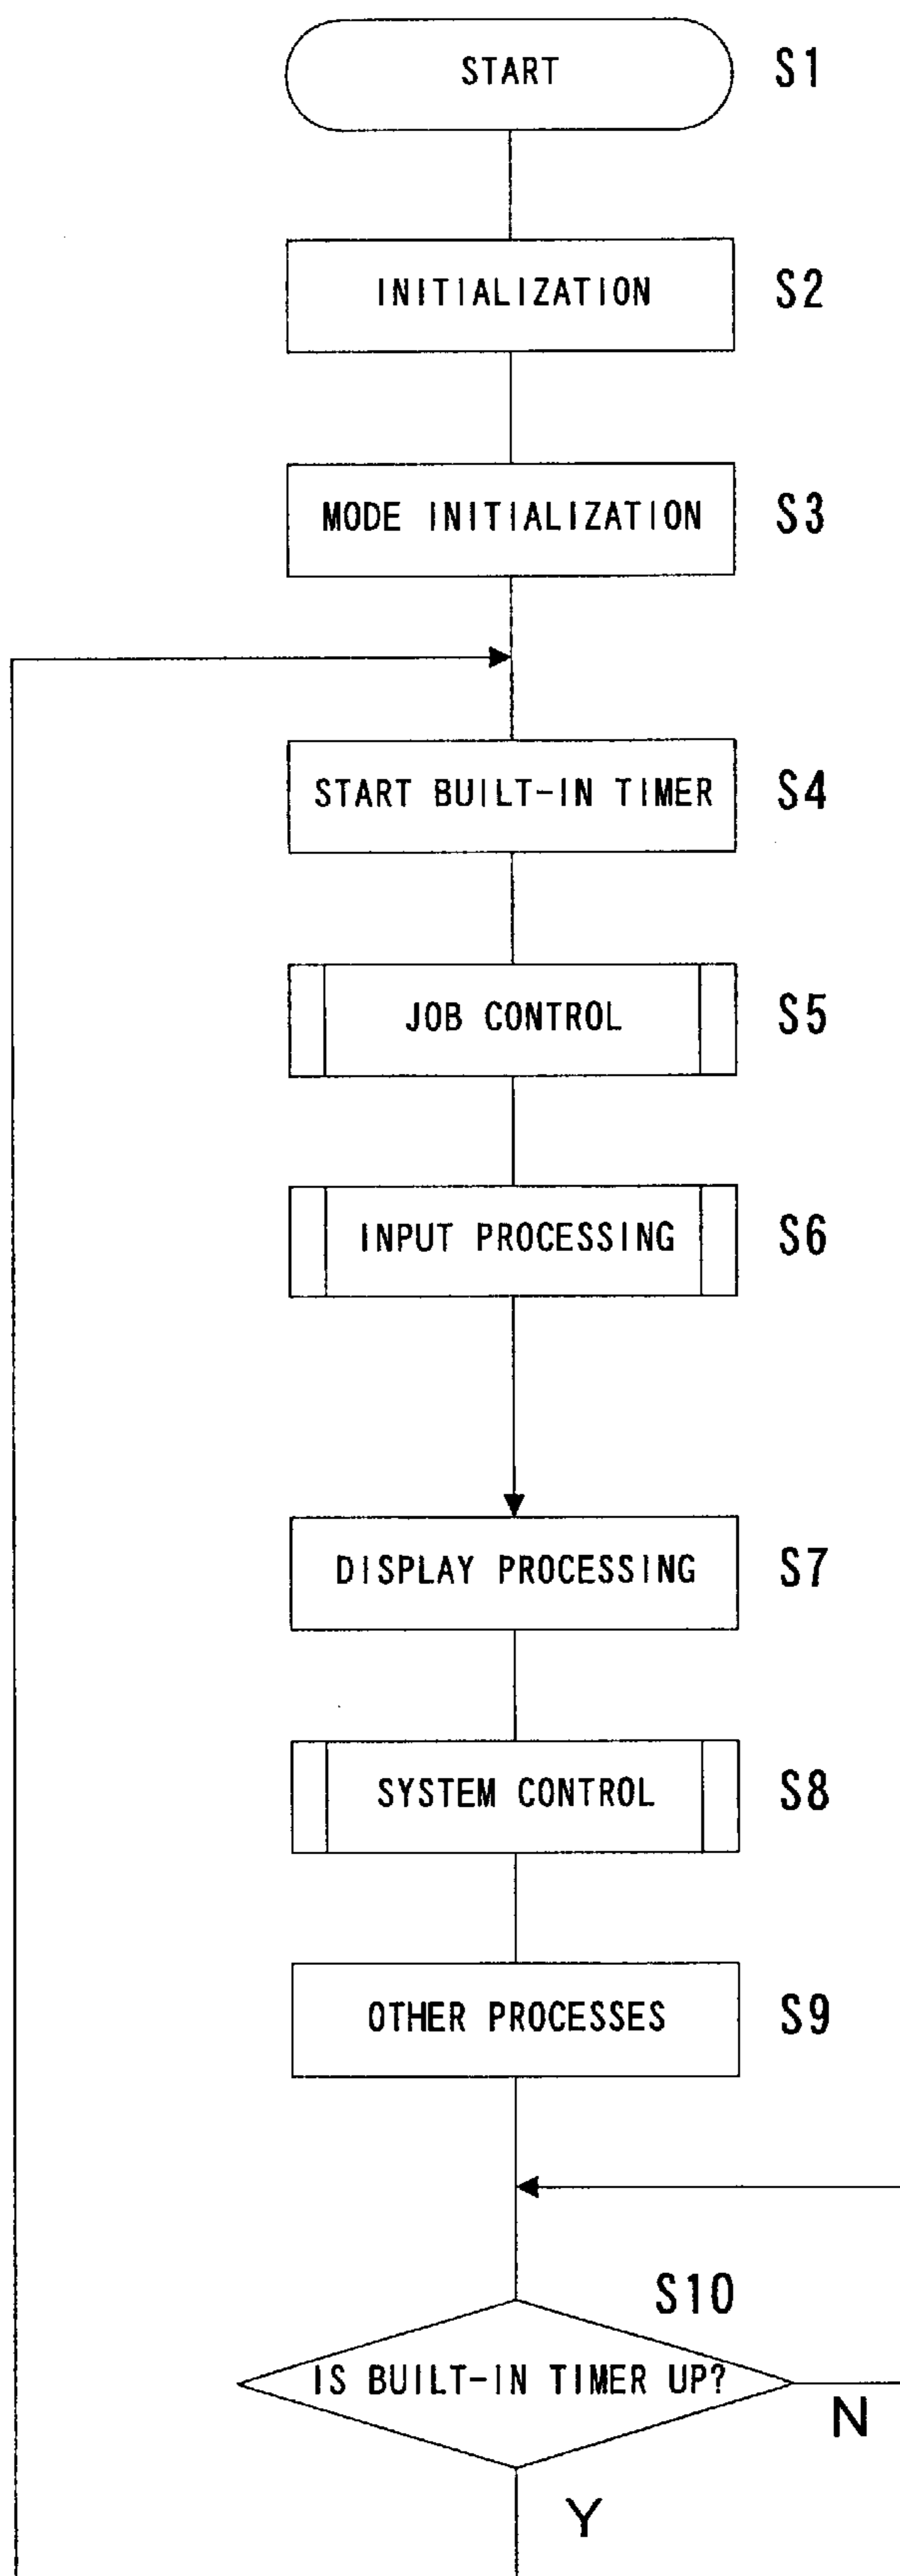 START S1
INITIALIZATION S2
MODE INITIALIZATION S3
START BUILT-IN TIMER S4
JOB CONTROL S5
INPUT PROCESSING S6
DISPLAY PROCESSING S7
SYSTEM CONTROL S8
OTHER PROCESSES S9
S10
IS BUILT-IN TIMER UP?
N
Y